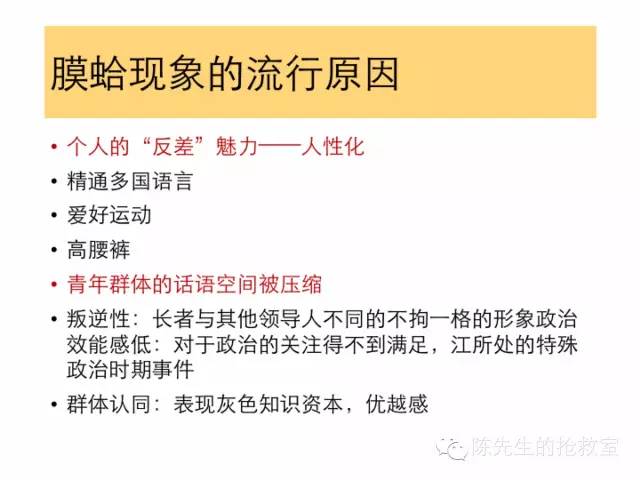 膜蛤现象的流行原因
• 个人的“反差”魅力——人性化
• 精通多国语言
• 爱好运动
• 高腰裤
• 青年群体的话语空间被压缩
• 叛逆性：长者与其他领导人不同的不拘一格的形象政治
效能感低：对于政治的关注得不到满足，江所处的特殊
政治时期事件
• 群体认同：表现灰色知识资本，优越感
陈先生的抢救室